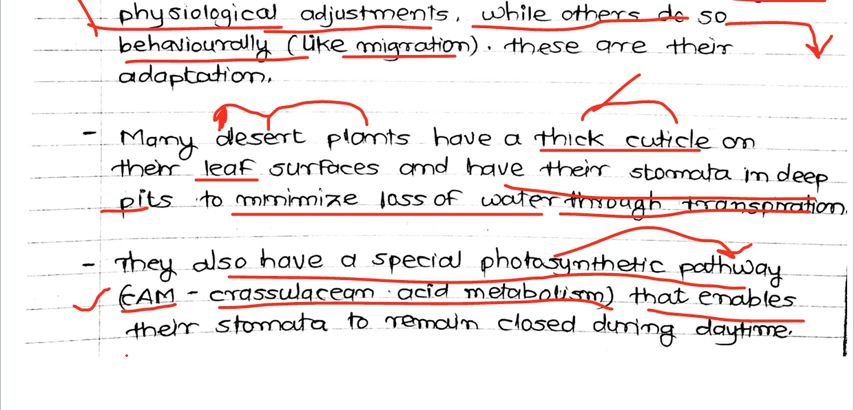 physiological adjustments, while others do so
behaviourally (like migration). these are their
adaptation.
- Many desert plants have a thick cuticle on
their leaf surfaces and have their stomata in deep
pits to minimize loss of water through transpiration.
- They also have a special photosynthetic pathway
(CAM - crassulacean acid metabolism) that enables
their stomata to remain closed during daytime.